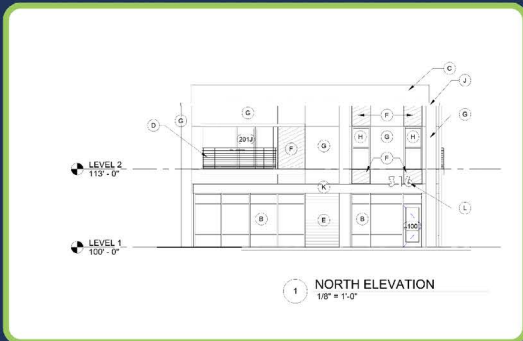 C
J
G
G
F
G
D
201J
F
G
H
G
H
F
LEVEL 2
113' - 0"
K
L
B
E
B
100
LEVEL 1
100' - 0"
1
NORTH ELEVATION
1/8" = 1'-0"